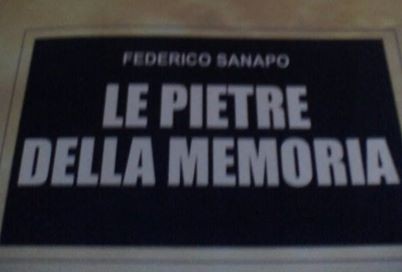 FEDERICO SANAPO
LE PIETRE
DELLA MEMORIA